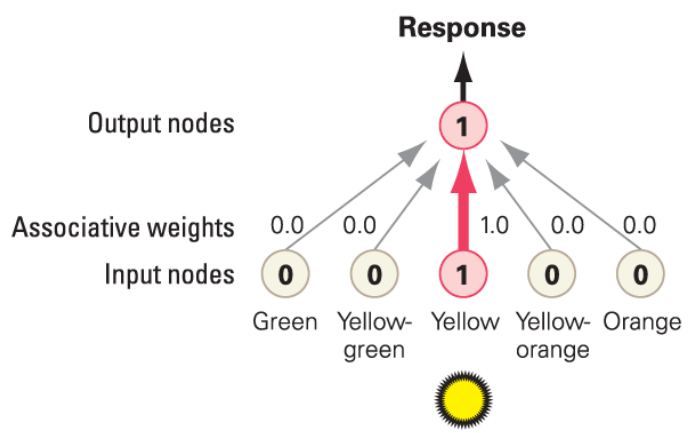 Response
Output nodes
1
Associative weights
0.0 0.0 1.0 0.0 0.0
Input nodes
0 0 1 0 0
Green Yellow- Yellow Yellow- Orange
green orange